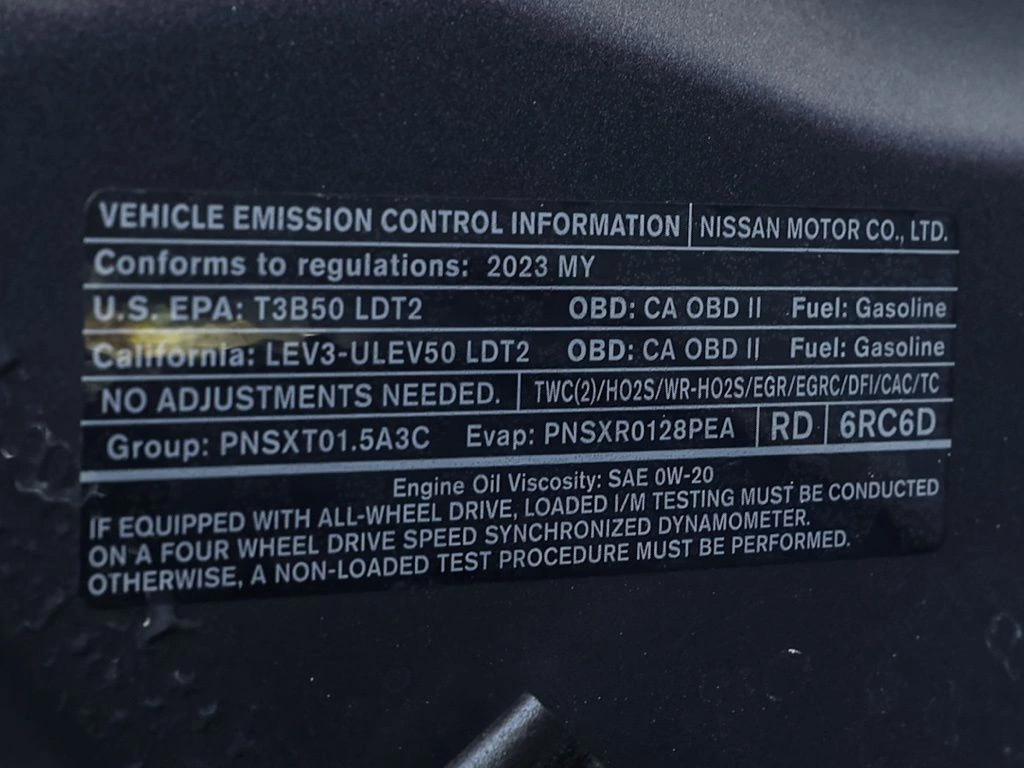 VEHICLE EMISSION CONTROL INFORMATION NISSAN MOTOR CO., LTD.
Conforms to regulations: 2023 MY
U.S. EPA: T3B50 LDT2 OBD: CA OBD II Fuel: Gasoline
California: LEV3-ULEV50 LDT2 OBD: CA OBD II Fuel: Gasoline
NO ADJUSTMENTS NEEDED. TWC(2)/HO2S/WR-HO2S/EGR/EGRC/DFI/CAC/TC
Group: PNSXT01.5A3C Evap: PNSXR0128PEA RD 6RC6D
Engine Oil Viscosity: SAE 0W-20
IF EQUIPPED WITH ALL-WHEEL DRIVE, LOADED I/M TESTING MUST BE CONDUCTED
ON A FOUR WHEEL DRIVE SPEED SYNCHRONIZED DYNAMOMETER.
OTHERWISE, A NON-LOADED TEST PROCEDURE MUST BE PERFORMED.